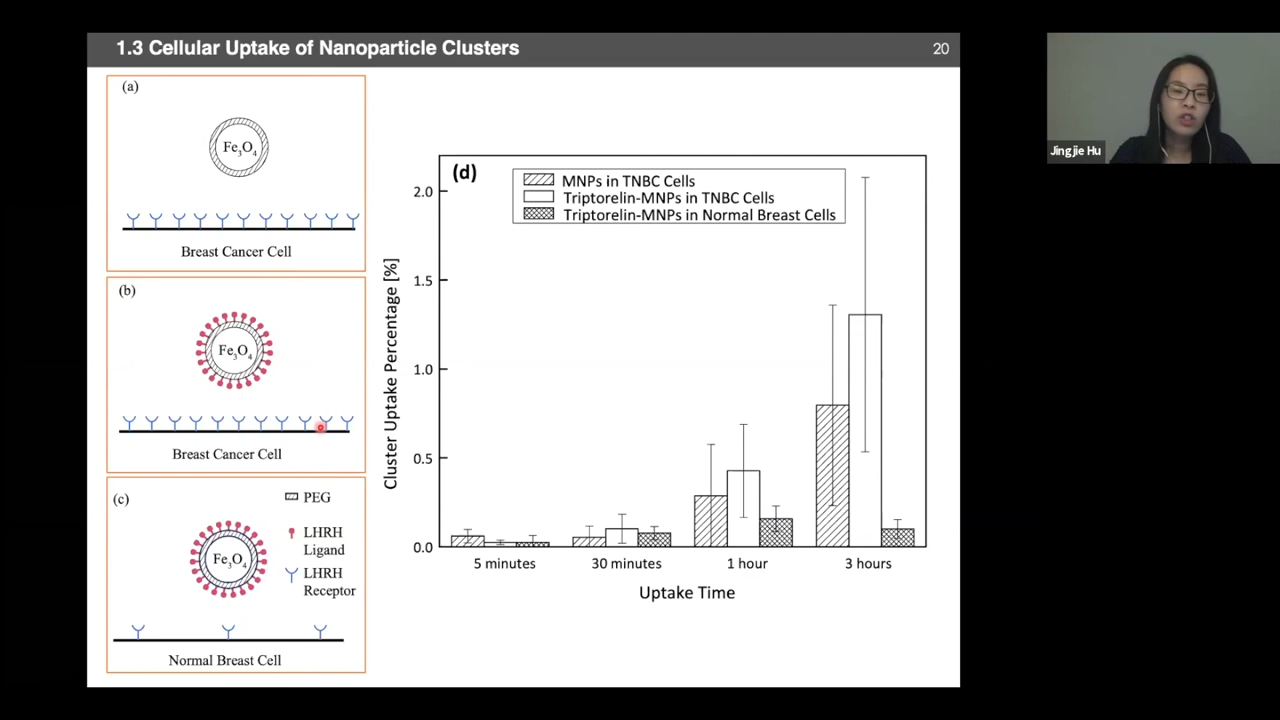 1.3 Cellular Uptake of Nanoparticle Clusters
20
(a)
Fe₃O₄
Breast Cancer Cell
(b)
Fe₃O₄
Breast Cancer Cell
(c)
PEG
LHRH
Ligand
LHRH
Receptor
Fe₃O₄
Normal Breast Cell
(d)
MNPs in TNBC Cells
Triptorelin-MNPs in TNBC Cells
Triptorelin-MNPs in Normal Breast Cells
Cluster Uptake Percentage [%]
2.0
1.5
1.0
0.5
0.0
5 minutes
30 minutes
1 hour
3 hours
Uptake Time
Jingjie Hu